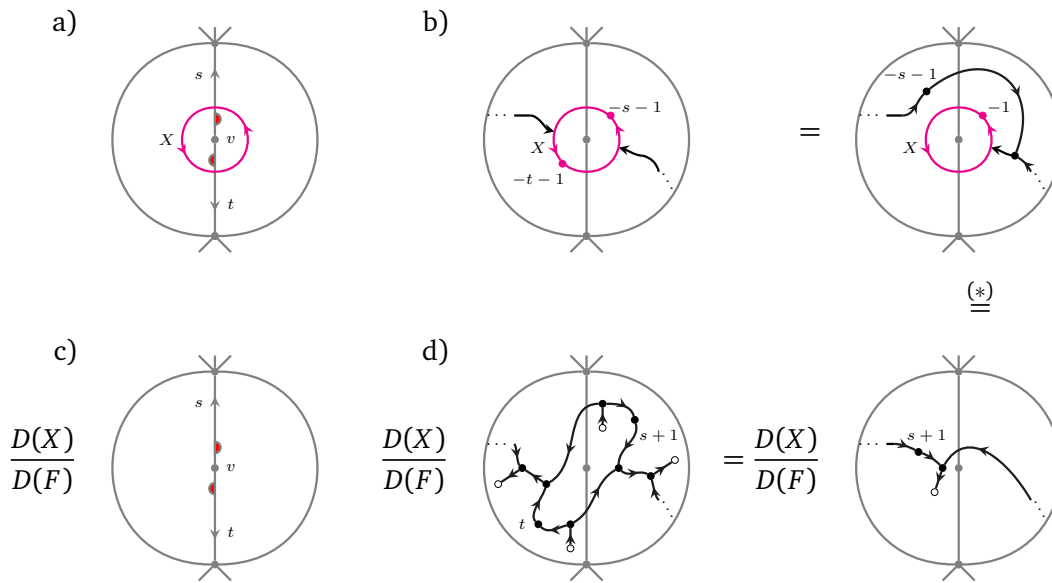 a)
s
X
v
t
b)
−s − 1
X
−t − 1
=
−s − 1
−1
X
(∗)
=
c)
D(X)
D(F)
s
v
t
d)
D(X)
D(F)
s + 1
t
=
D(X)
D(F)
s + 1